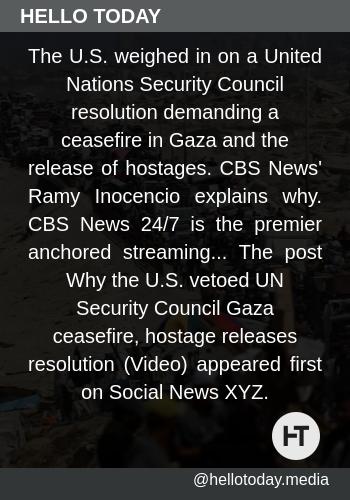 HELLO TODAY
The U.S. weighed in on a United
Nations Security Council
resolution demanding a
ceasefire in Gaza and the
release of hostages. CBS News'
Ramy Inocencio explains why.
CBS News 24/7 is the premier
anchored streaming... The post
Why the U.S. vetoed UN
Security Council Gaza
ceasefire, hostage releases
resolution (Video) appeared first
on Social News XYZ.
HT
@hellotoday.media